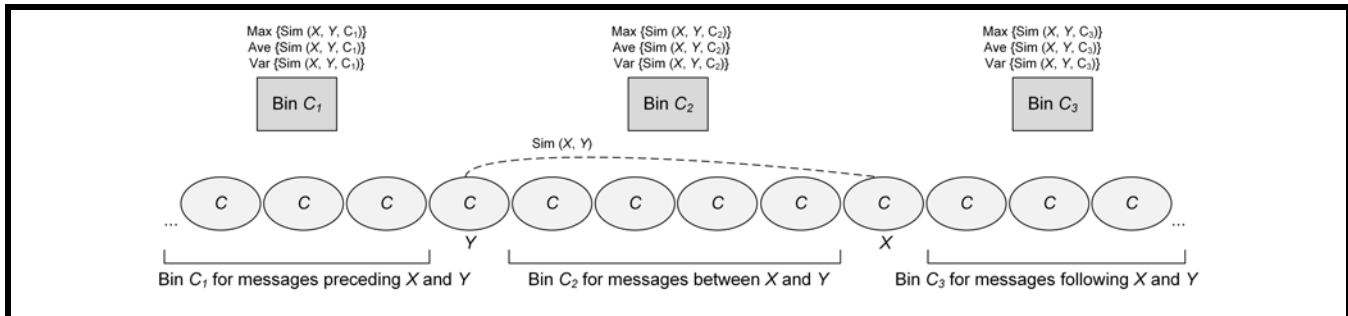 Max {Sim (X, Y, C₁)}
Ave {Sim (X, Y, C₁)}
Var {Sim (X, Y, C₁)}
Bin C₁
Max {Sim (X, Y, C₂)}
Ave {Sim (X, Y, C₂)}
Var {Sim (X, Y, C₂)}
Bin C₂
Max {Sim (X, Y, C₃)}
Ave {Sim (X, Y, C₃)}
Var {Sim (X, Y, C₃)}
Bin C₃
Sim (X, Y)
... C C C C C C C C C C C C ...
Y X
Bin C₁ for messages preceding X and Y
Bin C₂ for messages between X and Y
Bin C₃ for messages following X and Y